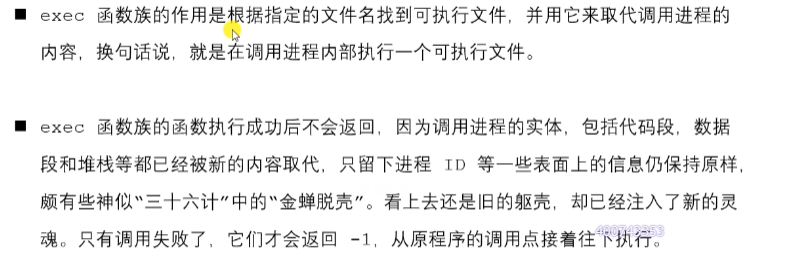 ■ exec 函数族的作用是根据指定的文件名找到可执行文件，并用它来取代调用进程的
内容，换句话说，就是在调用进程内部执行一个可执行文件。
■ exec 函数族的函数执行成功后不会返回，因为调用进程的实体，包括代码段，数据
段和堆栈等都已经被新的内容取代，只留下进程 ID 等一些表面上的信息仍保持原样，
颇有些神似“三十六计”中的“金蝉脱壳”。看上去还是旧的躯壳，却已经注入了新的灵
魂。只有调用失败了，它们才会返回 -1，从原程序的调用点接着往下执行。